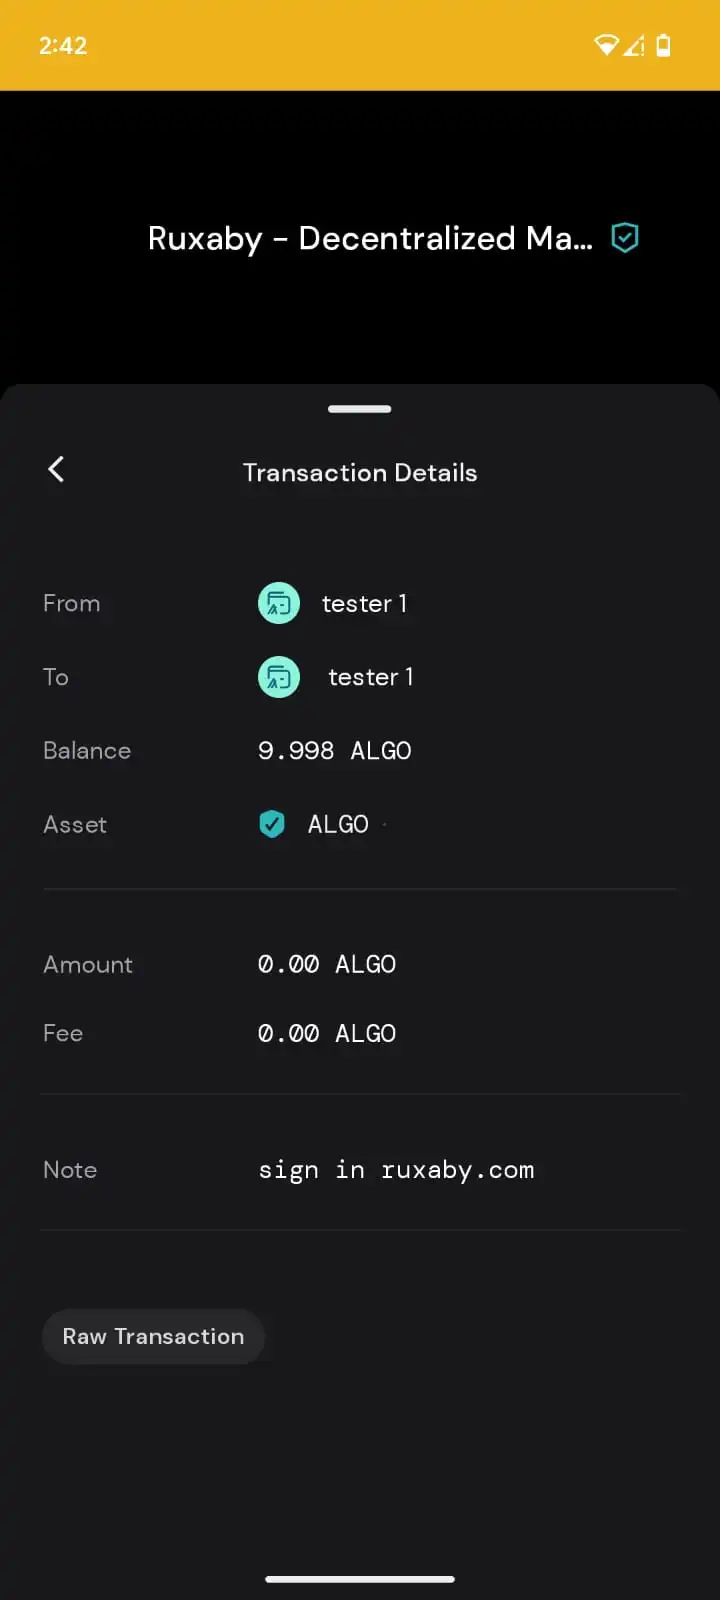 2:42
Ruxaby - Decentralized Ma...
Transaction Details
From tester 1
To tester 1
Balance 9.998 ALGO
Asset ALGO ·
Amount 0.00 ALGO
Fee 0.00 ALGO
Note sign in ruxaby.com
Raw Transaction